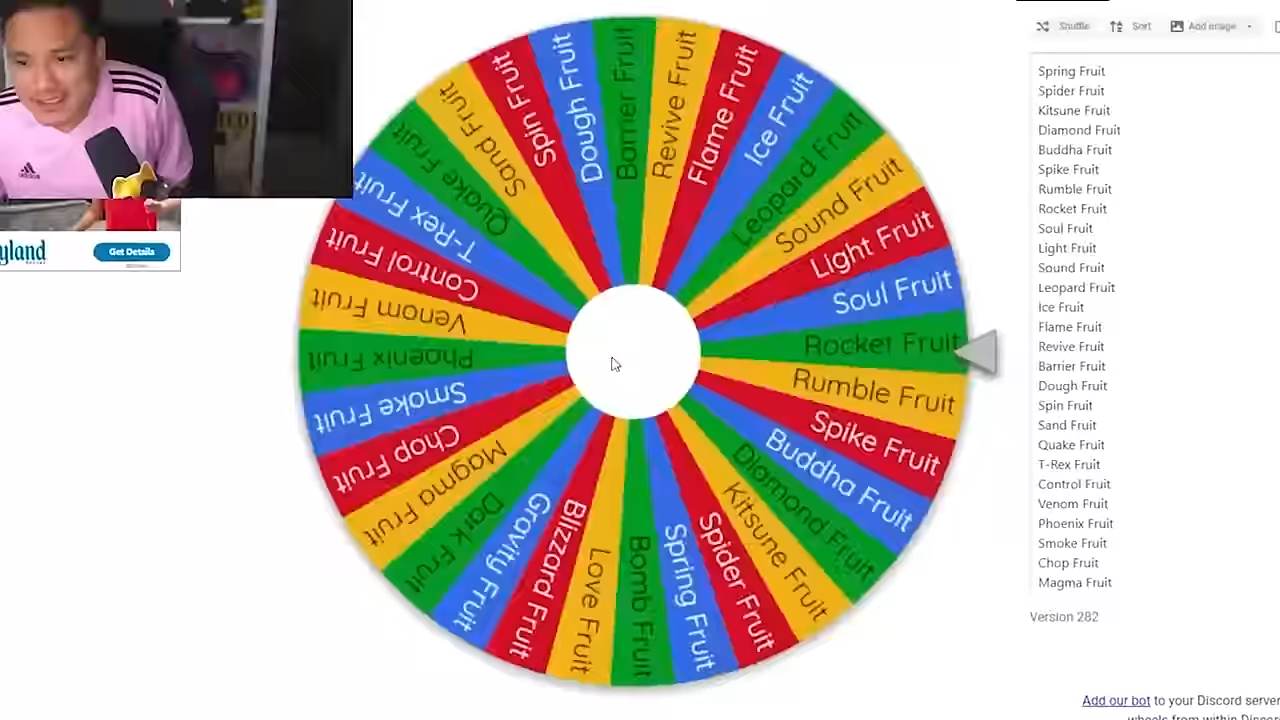 Shuffle Sort Add image
Spring Fruit
Spider Fruit
Kitsune Fruit
Diamond Fruit
Buddha Fruit
Spike Fruit
Rumble Fruit
Rocket Fruit
Soul Fruit
Light Fruit
Sound Fruit
Leopard Fruit
Ice Fruit
Flame Fruit
Revive Fruit
Barrier Fruit
Dough Fruit
Spin Fruit
Sand Fruit
Quake Fruit
T-Rex Fruit
Control Fruit
Venom Fruit
Phoenix Fruit
Smoke Fruit
Chop Fruit
Magma Fruit
Version 282
Add our bot to your Discord server
wheels from within
yland
Get Details
adidas
Barrier Fruit
Revive Fruit
Flame Fruit
Ice Fruit
Leopard Fruit
Sound Fruit
Light Fruit
Soul Fruit
Rocket Fruit
Rumble Fruit
Spike Fruit
Buddha Fruit
Diamond Fruit
Kitsune Fruit
Spider Fruit
Spring Fruit
Bomb Fruit
Love Fruit
Blizzard Fruit
Gravity Fruit
Dark Fruit
Magma Fruit
Chop Fruit
Smoke Fruit
Phoenix Fruit
Venom Fruit
Control Fruit
T-Rex Fruit
Quake Fruit
Sand Fruit
Spin Fruit
Dough Fruit